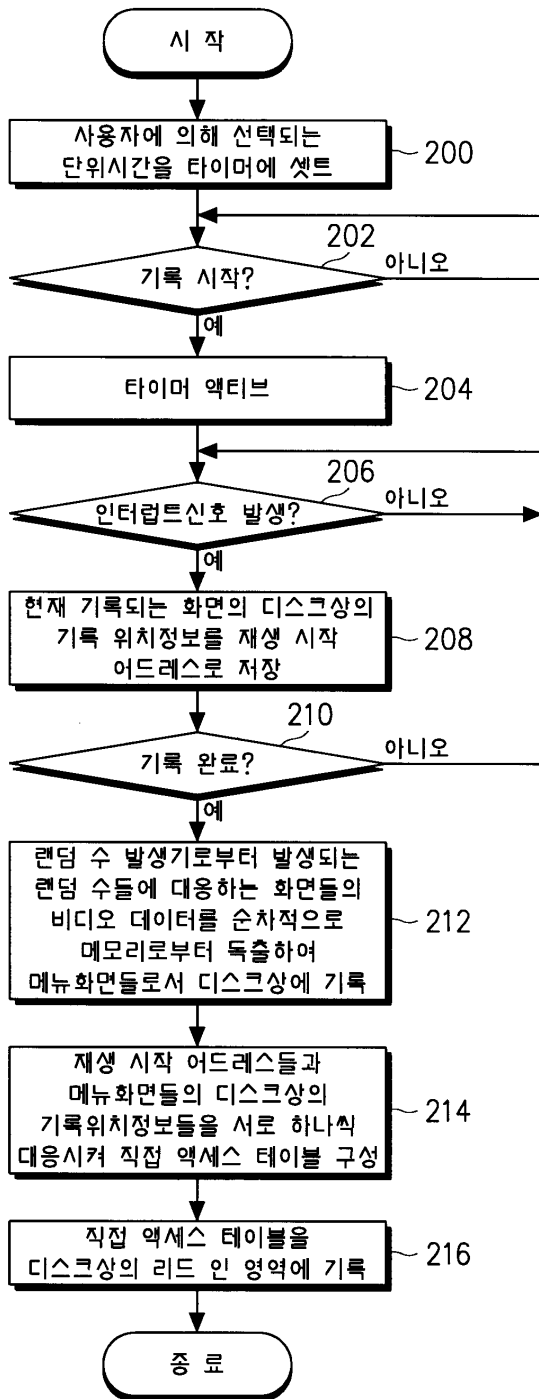 시 작
사용자에 의해 선택되는
단위시간을 타이머에 셋트
200
202
기록 시작?
아니오
예
타이머 액티브
204
206
인터럽트신호 발생?
아니오
예
현재 기록되는 화면의 디스크상의
기록 위치정보를 재생 시작
어드레스로 저장
208
210
기록 완료?
아니오
예
랜덤 수 발생기로부터 발생되는
랜덤 수들에 대응하는 화면들의
비디오 데이터를 순차적으로
메모리로부터 독출하여
메뉴화면들로서 디스크상에 기록
212
재생 시작 어드레스들과
메뉴화면들의 디스크상의
기록위치정보들을 서로 하나씩
대응시켜 직접 액세스 테이블 구성
214
직접 액세스 테이블을
디스크상의 리드 인 영역에 기록
216
종 료